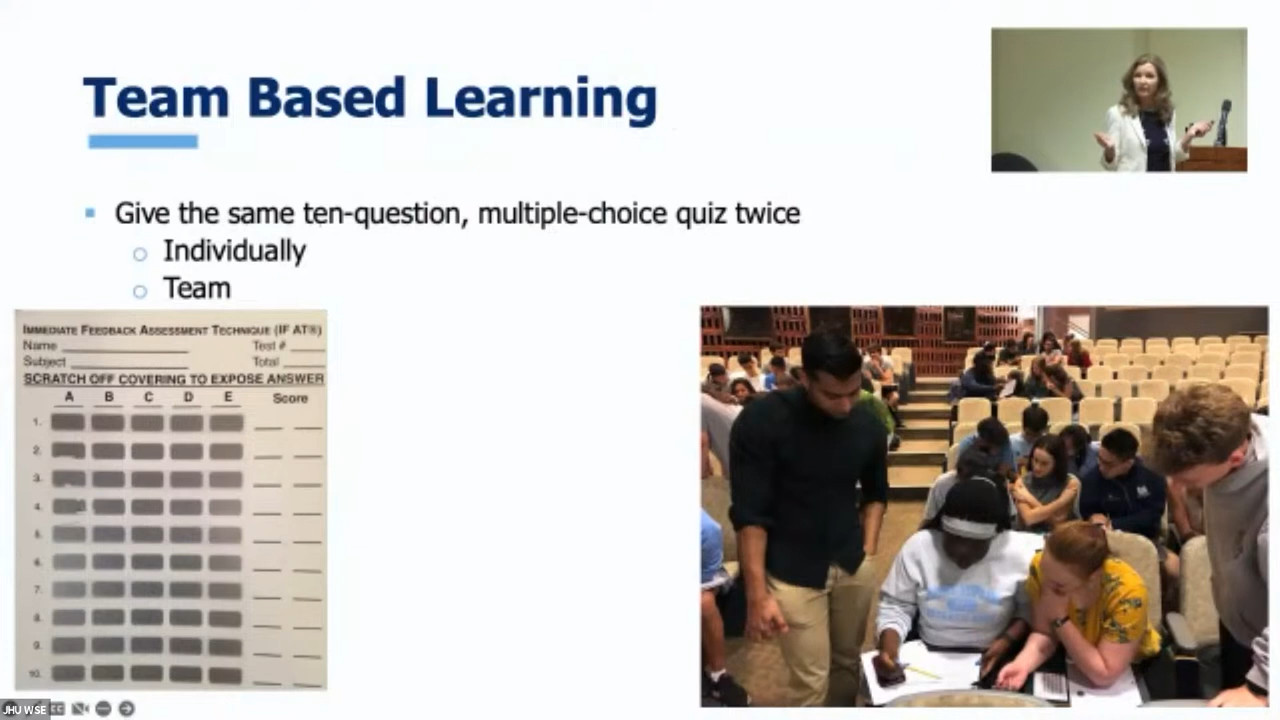 Team Based Learning
Give the same ten-question, multiple-choice quiz twice
Individually
Team
IMMEDIATE FEEDBACK ASSESSMENT TECHNIQUE (IF AT®)
Name Test #
Subject Total
SCRATCH OFF COVERING TO EXPOSE ANSWER
A B C D E Score
1.
2.
3.
4.
5.
6.
7.
8.
9.
10.
JHU WSE
CC